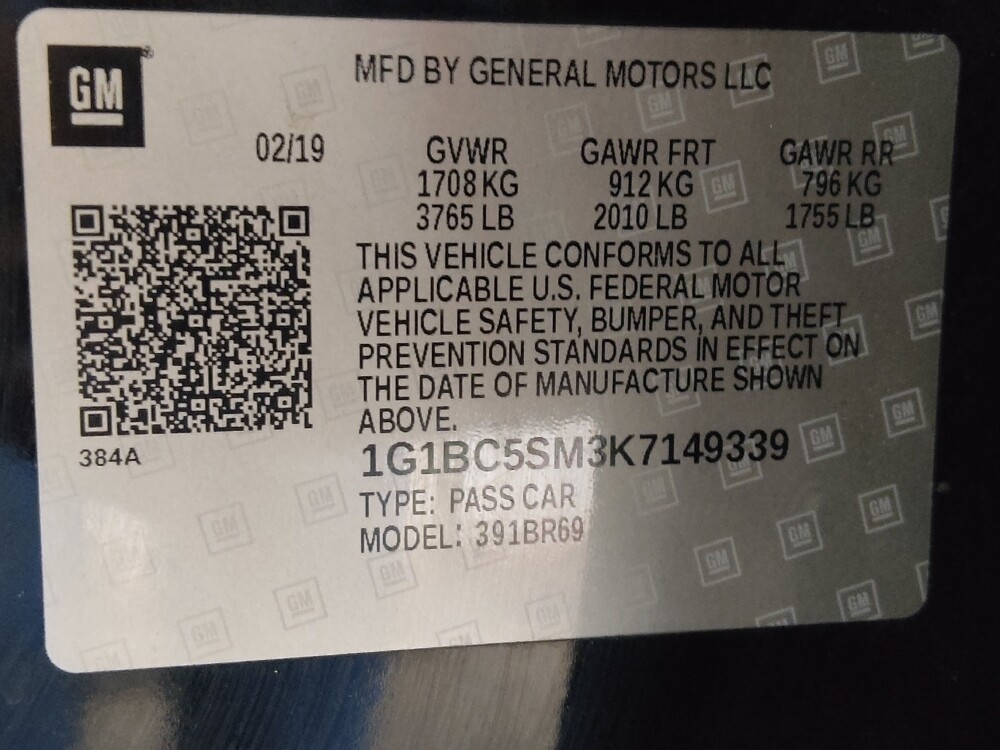 GM
MFD BY GENERAL MOTORS LLC
02/19
GVWR GAWR FRT GAWR RR
1708 KG 912 KG 796 KG
3765 LB 2010 LB 1755 LB
THIS VEHICLE CONFORMS TO ALL
APPLICABLE U.S. FEDERAL MOTOR
VEHICLE SAFETY, BUMPER, AND THEFT
PREVENTION STANDARDS IN EFFECT ON
THE DATE OF MANUFACTURE SHOWN
ABOVE.
384A
1G1BC5SM3K7149339
TYPE: PASS CAR
MODEL: 391BR69